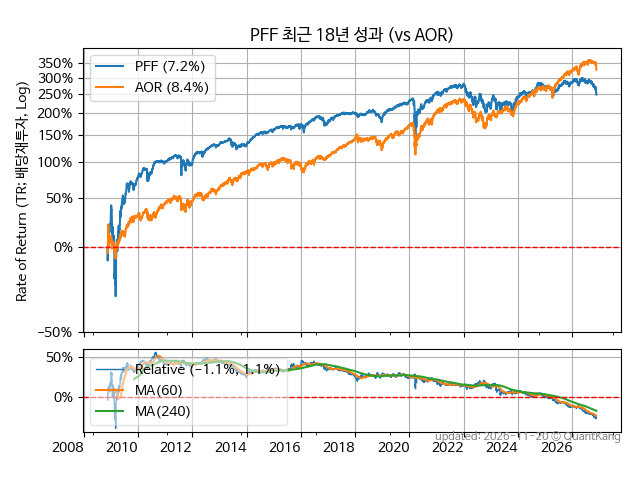 PFF 최근 18년 성과 (vs AOR)
Rate of Return (TR; 배당재투자, Log)
350%
300%
250%
200%
150%
100%
50%
0%
−50%
PFF (7.2%)
AOR (8.4%)
50%
0%
Relative (−1.1%, 1.1%)
MA(60)
MA(240)
updated: 2026-11-20 © QuantKang
2008 2010 2012 2014 2016 2018 2020 2022 2024 2026